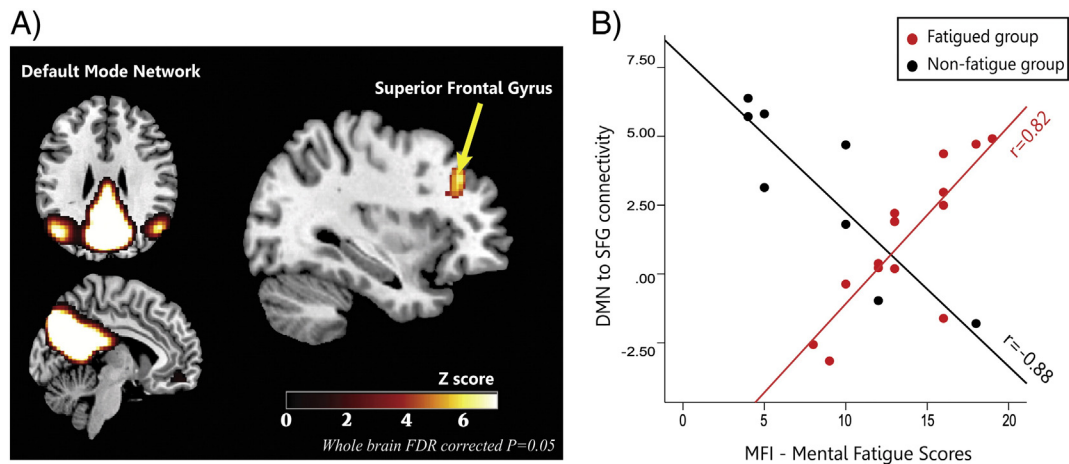 A)
Default Mode Network
Superior Frontal Gyrus
Z score
0 2 4 6
Whole brain FDR corrected P=0.05
B)
Fatigued group
Non-fatigue group
7.50
5.00
2.50
.00
-2.50
DMN to SFG connectivity
r=0.82
r=-0.88
0 5 10 15 20
MFI - Mental Fatigue Scores